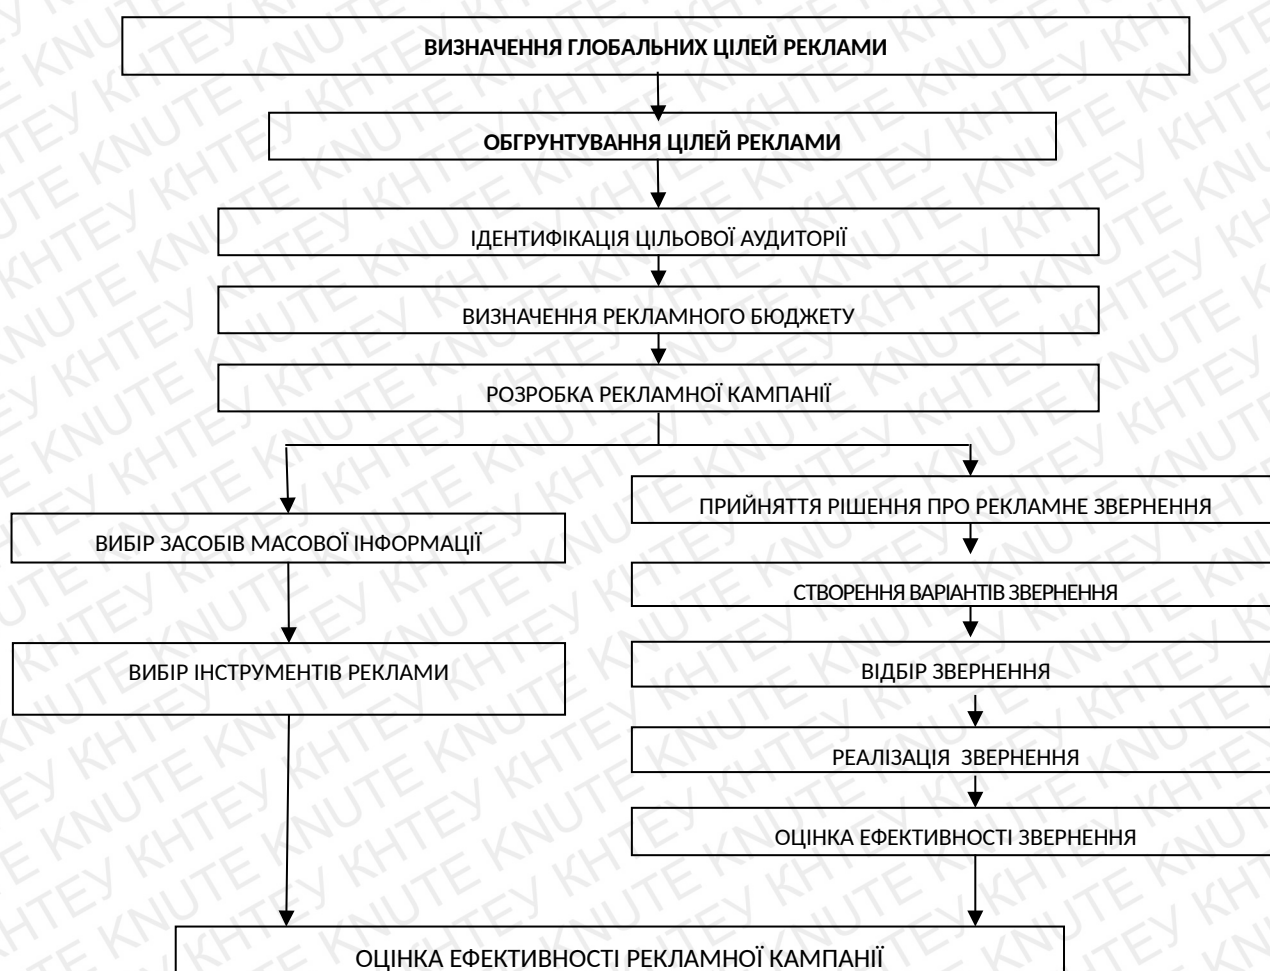 ВИЗНАЧЕННЯ ГЛОБАЛЬНИХ ЦІЛЕЙ РЕКЛАМИ
ОБГРУНТУВАННЯ ЦІЛЕЙ РЕКЛАМИ
ІДЕНТИФІКАЦІЯ ЦІЛЬОВОЇ АУДИТОРІЇ
ВИЗНАЧЕННЯ РЕКЛАМНОГО БЮДЖЕТУ
РОЗРОБКА РЕКЛАМНОЇ КАМПАНІЇ
ВИБІР ЗАСОБІВ МАСОВОЇ ІНФОРМАЦІЇ
ВИБІР ІНСТРУМЕНТІВ РЕКЛАМИ
ПРИЙНЯТТЯ РІШЕННЯ ПРО РЕКЛАМНЕ ЗВЕРНЕННЯ
СТВОРЕННЯ ВАРІАНТІВ ЗВЕРНЕННЯ
ВІДБІР ЗВЕРНЕННЯ
РЕАЛІЗАЦІЯ ЗВЕРНЕННЯ
ОЦІНКА ЕФЕКТИВНОСТІ ЗВЕРНЕННЯ
ОЦІНКА ЕФЕКТИВНОСТІ РЕКЛАМНОЇ КАМПАНІЇ